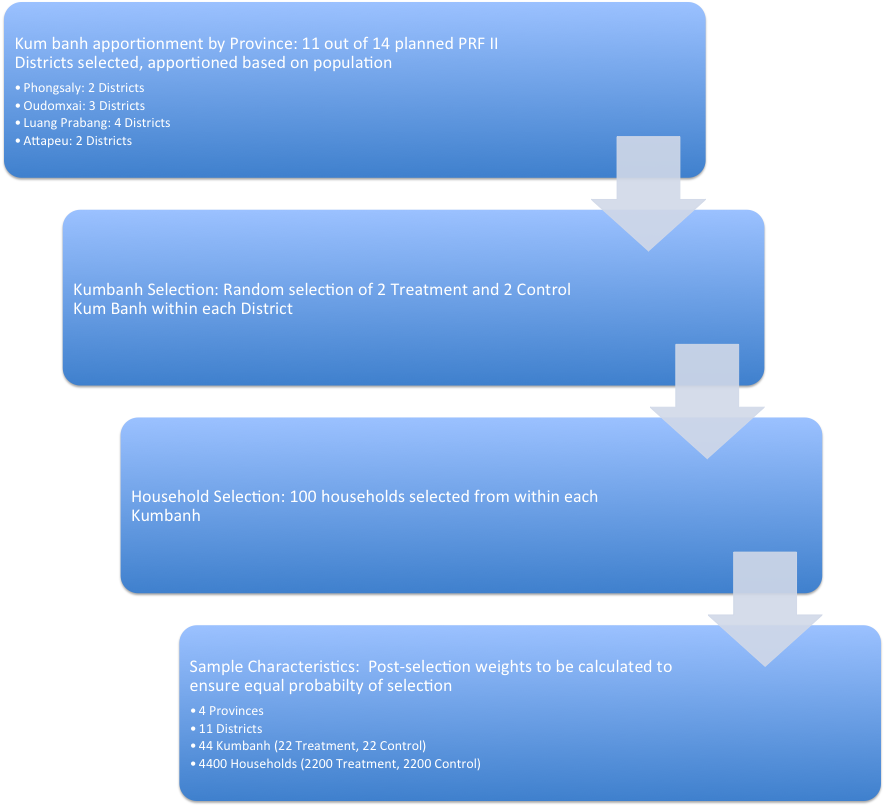 Kum banh apportionment by Province: 11 out of 14 planned PRF II
Districts selected, apportioned based on population
• Phongsaly: 2 Districts
• Oudomxai: 3 Districts
• Luang Prabang: 4 Districts
• Attapeu: 2 Districts
Kumbanh Selection: Random selection of 2 Treatment and 2 Control
Kum Banh within each District
Household Selection: 100 households selected from within each
Kumbanh
Sample Characteristics:  Post-selection weights to be calculated to
ensure equal probabilty of selection
• 4 Provinces
• 11 Districts
• 44 Kumbanh (22 Treatment, 22 Control)
• 4400 Households (2200 Treatment, 2200 Control)